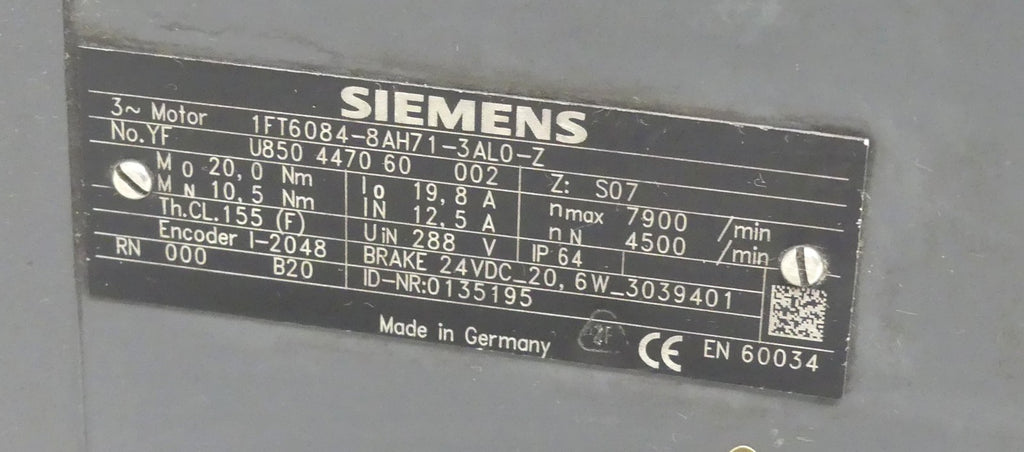 SIEMENS
3~ Motor 1FT6084-8AH71-3AL0-Z
No.YF U850 4470 60 002 Z: S07
M0 20,0 Nm I0 19,8 A nmax 7900 /min
MN 10,5 Nm IN 12,5 A nN 4500 /min
Th.CL.155 (F) UiN 288 V IP 64
Encoder I-2048 BRAKE 24VDC_20,6W_3039401
RN 000 B20 ID-NR:0135195
Made in Germany CE EN 60034